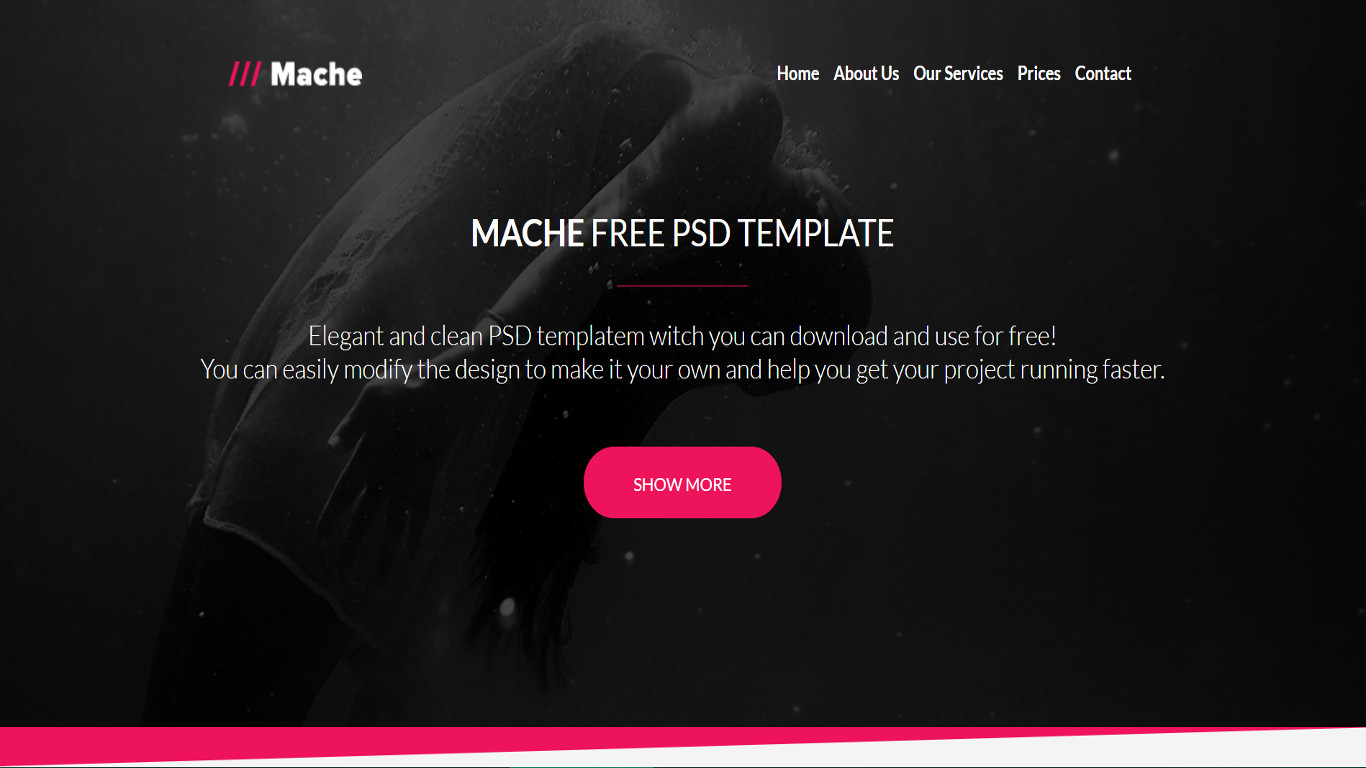 /// Mache
Home About Us Our Services Prices Contact
MACHE FREE PSD TEMPLATE
Elegant and clean PSD templatem witch you can download and use for free!
You can easily modify the design to make it your own and help you get your project running faster.
SHOW MORE